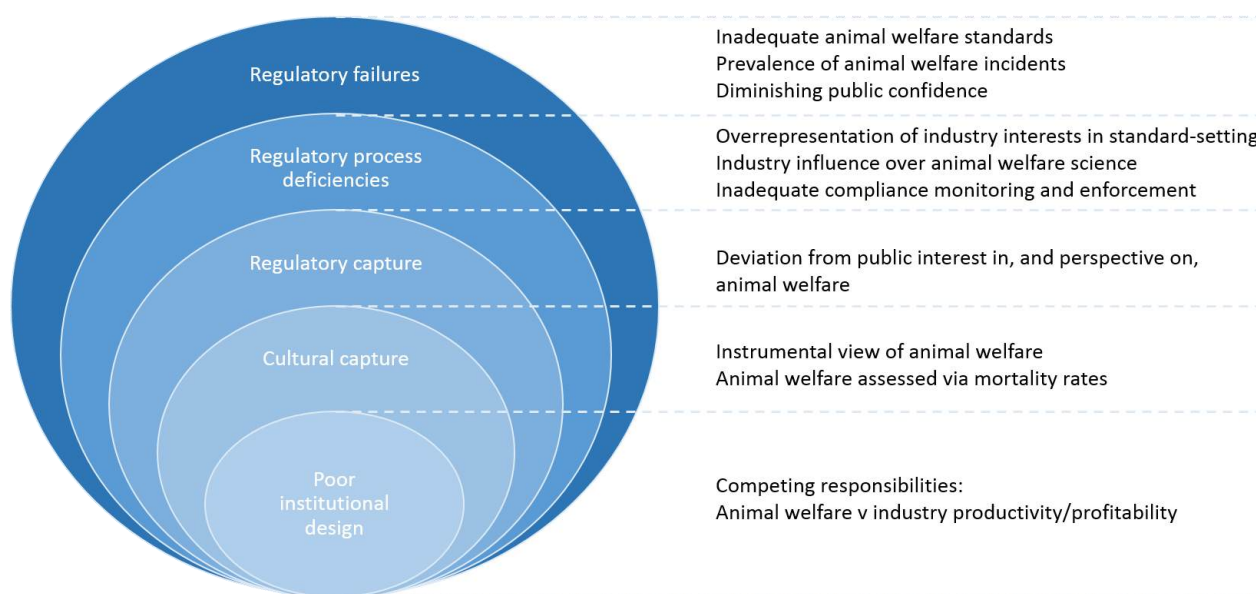 Regulatory failures
Inadequate animal welfare standards
Prevalence of animal welfare incidents
Diminishing public confidence
Regulatory process
deficiencies
Overrepresentation of industry interests in standard-setting
Industry influence over animal welfare science
Inadequate compliance monitoring and enforcement
Regulatory capture
Deviation from public interest in, and perspective on,
animal welfare
Cultural capture
Instrumental view of animal welfare
Animal welfare assessed via mortality rates
Poor
institutional
design
Competing responsibilities:
Animal welfare v industry productivity/profitability